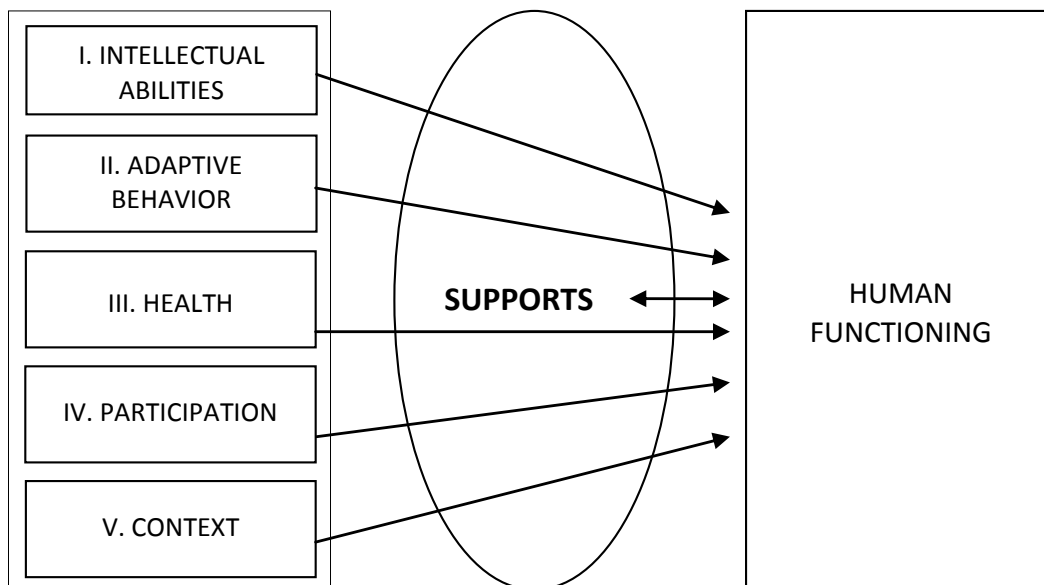 I. INTELLECTUAL
ABILITIES
II. ADAPTIVE
BEHAVIOR
III. HEALTH
IV. PARTICIPATION
V. CONTEXT
SUPPORTS
HUMAN
FUNCTIONING